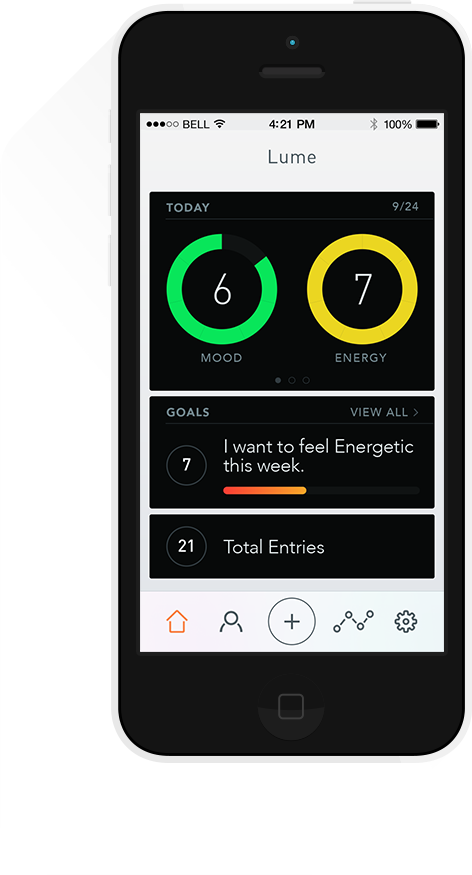 BELL 4:21 PM 100%
Lume
TODAY 9/24
6 7
MOOD ENERGY
GOALS VIEW ALL >
7 I want to feel Energetic
this week.
21 Total Entries